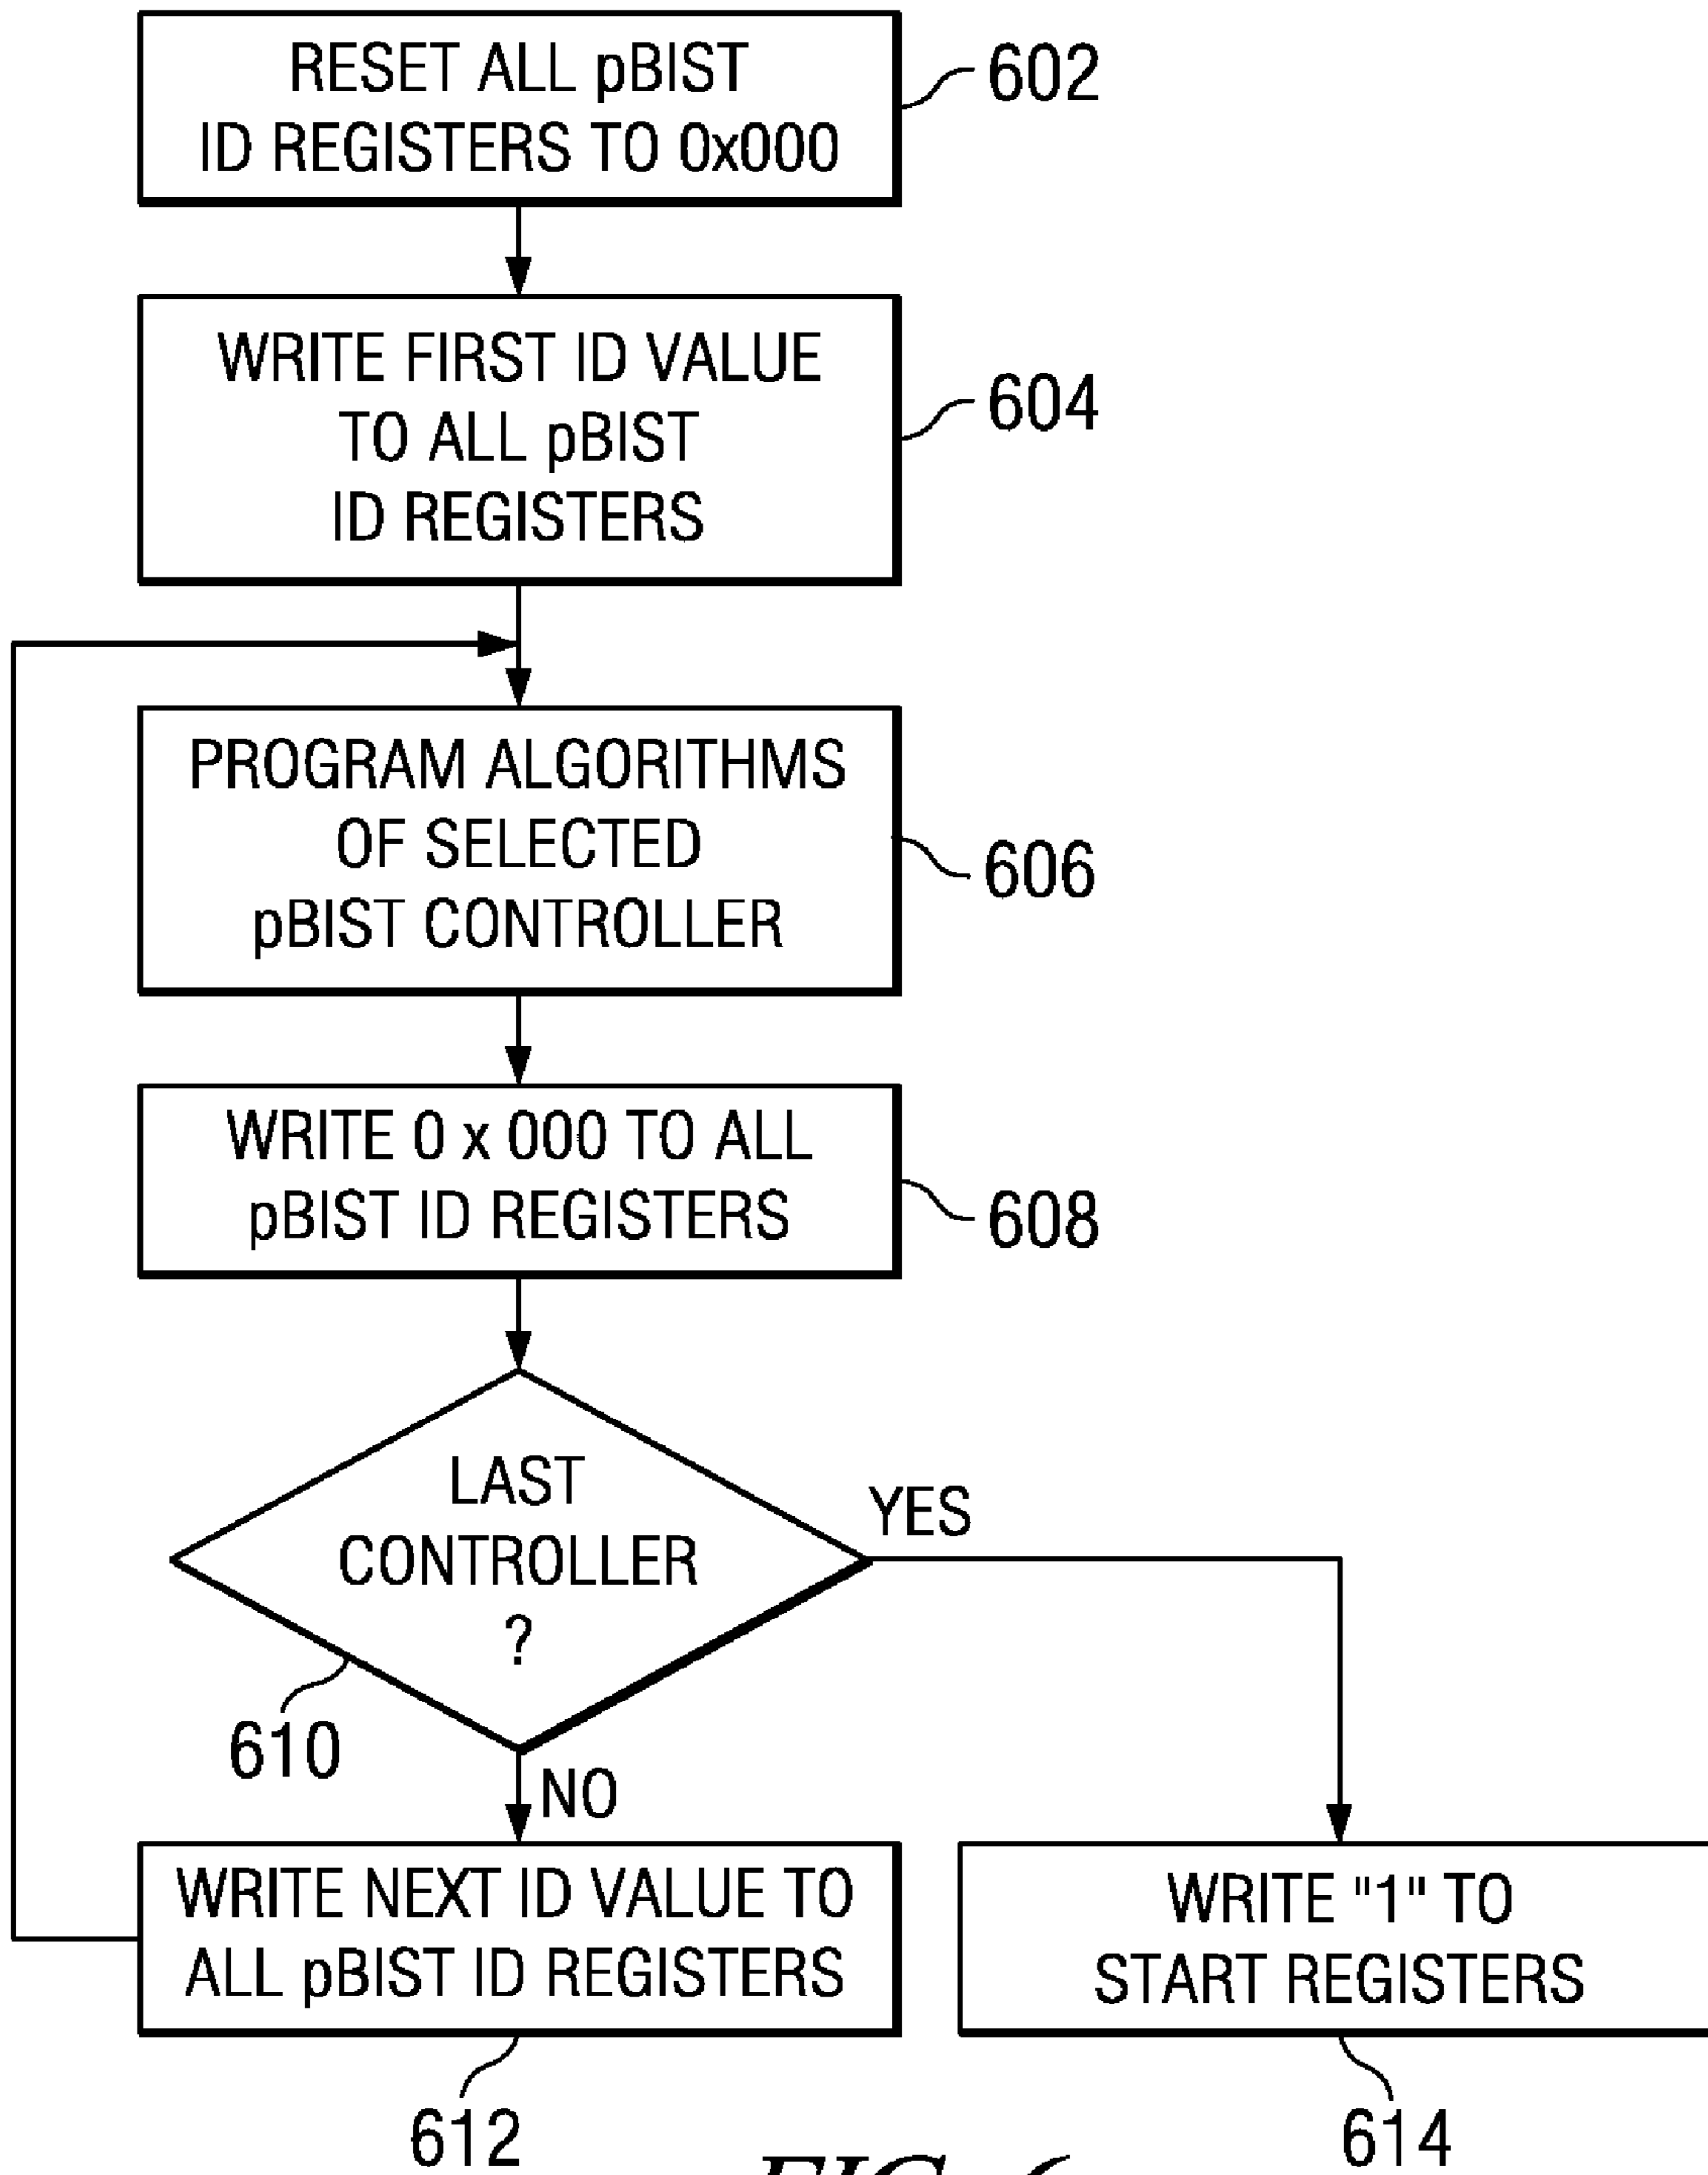 RESET ALL pBIST
ID REGISTERS TO 0x000
602
WRITE FIRST ID VALUE
TO ALL pBIST
ID REGISTERS
604
PROGRAM ALGORITHMS
OF SELECTED
pBIST CONTROLLER
606
WRITE 0 x 000 TO ALL
pBIST ID REGISTERS
608
LAST
CONTROLLER
?
YES
610
NO
WRITE NEXT ID VALUE TO
ALL pBIST ID REGISTERS
WRITE "1" TO
START REGISTERS
612
614
FIG. 6